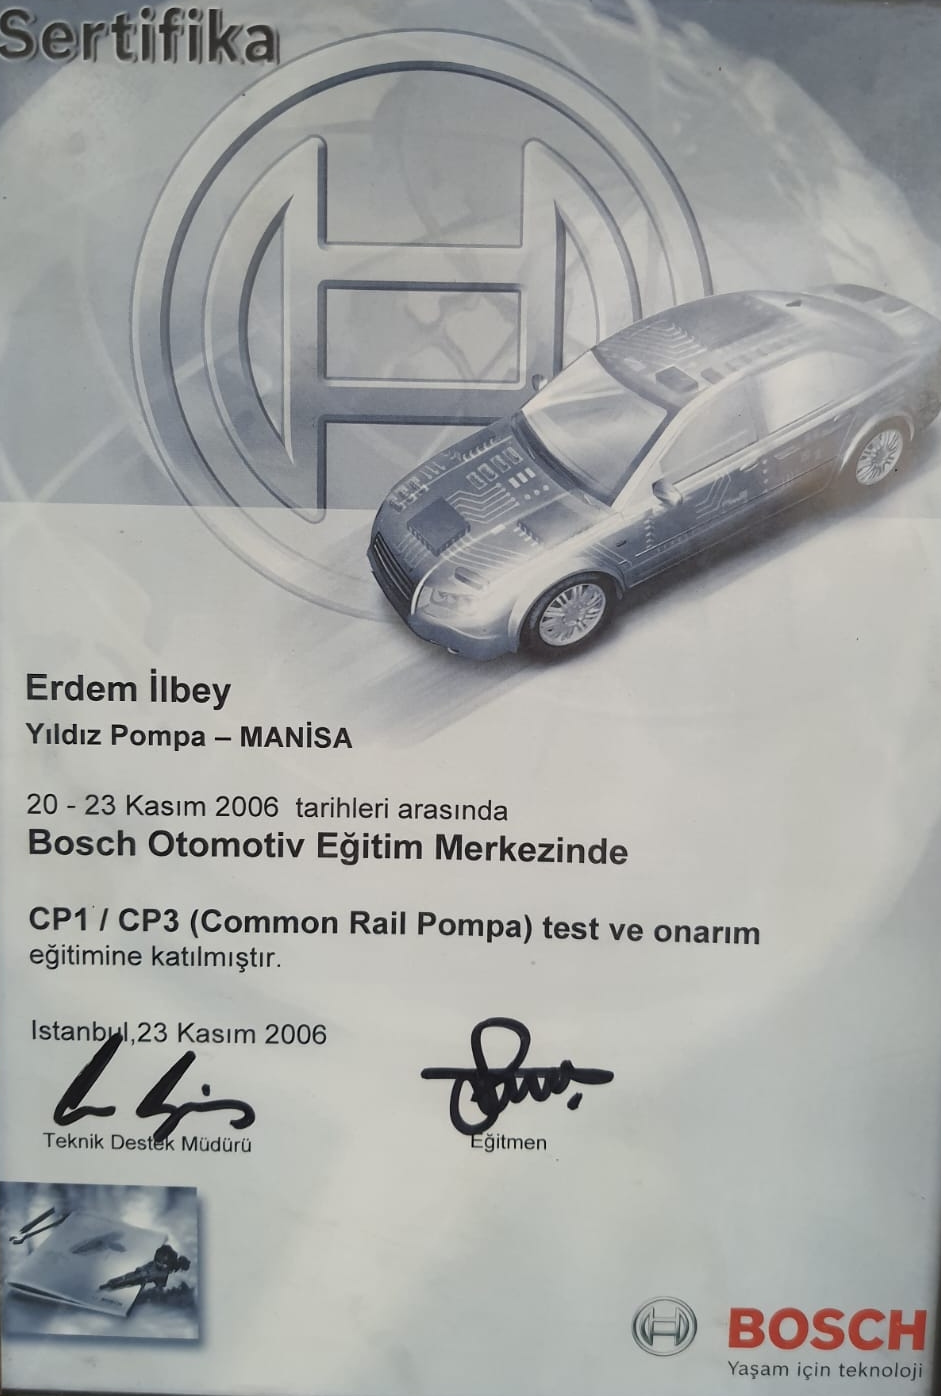 Sertifika
Erdem İlbey
Yıldız Pompa – MANİSA
20 - 23 Kasım 2006 tarihleri arasında
Bosch Otomotiv Eğitim Merkezinde
CP1 / CP3 (Common Rail Pompa) test ve onarım
eğitimine katılmıştır.
Istanbul,23 Kasım 2006
Teknik Destek Müdürü
Eğitmen
BOSCH
Yaşam için teknoloji